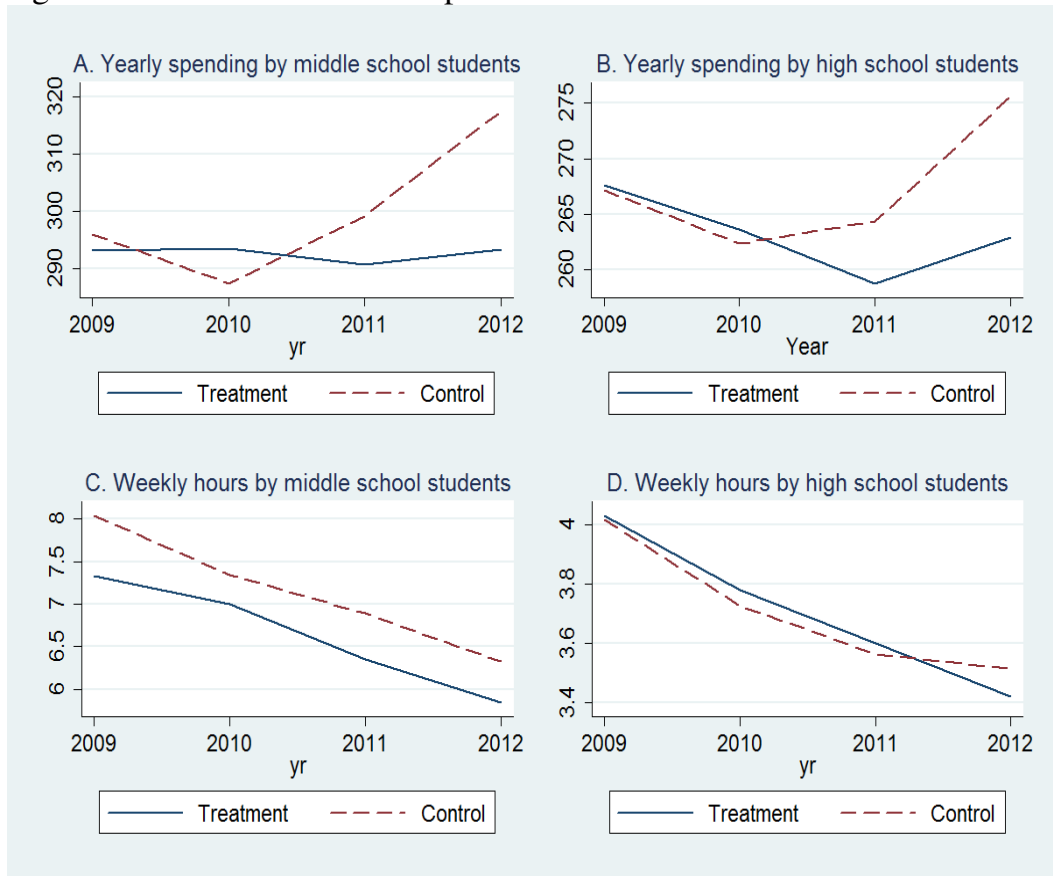 A. Yearly spending by middle school students
320
310
300
290
2009 2010 2011 2012
yr
Treatment Control
B. Yearly spending by high school students
275
270
265
260
2009 2010 2011 2012
Year
Treatment Control
C. Weekly hours by middle school students
8
7.5
7
6.5
6
2009 2010 2011 2012
yr
Treatment Control
D. Weekly hours by high school students
4
3.8
3.6
3.4
2009 2010 2011 2012
yr
Treatment Control